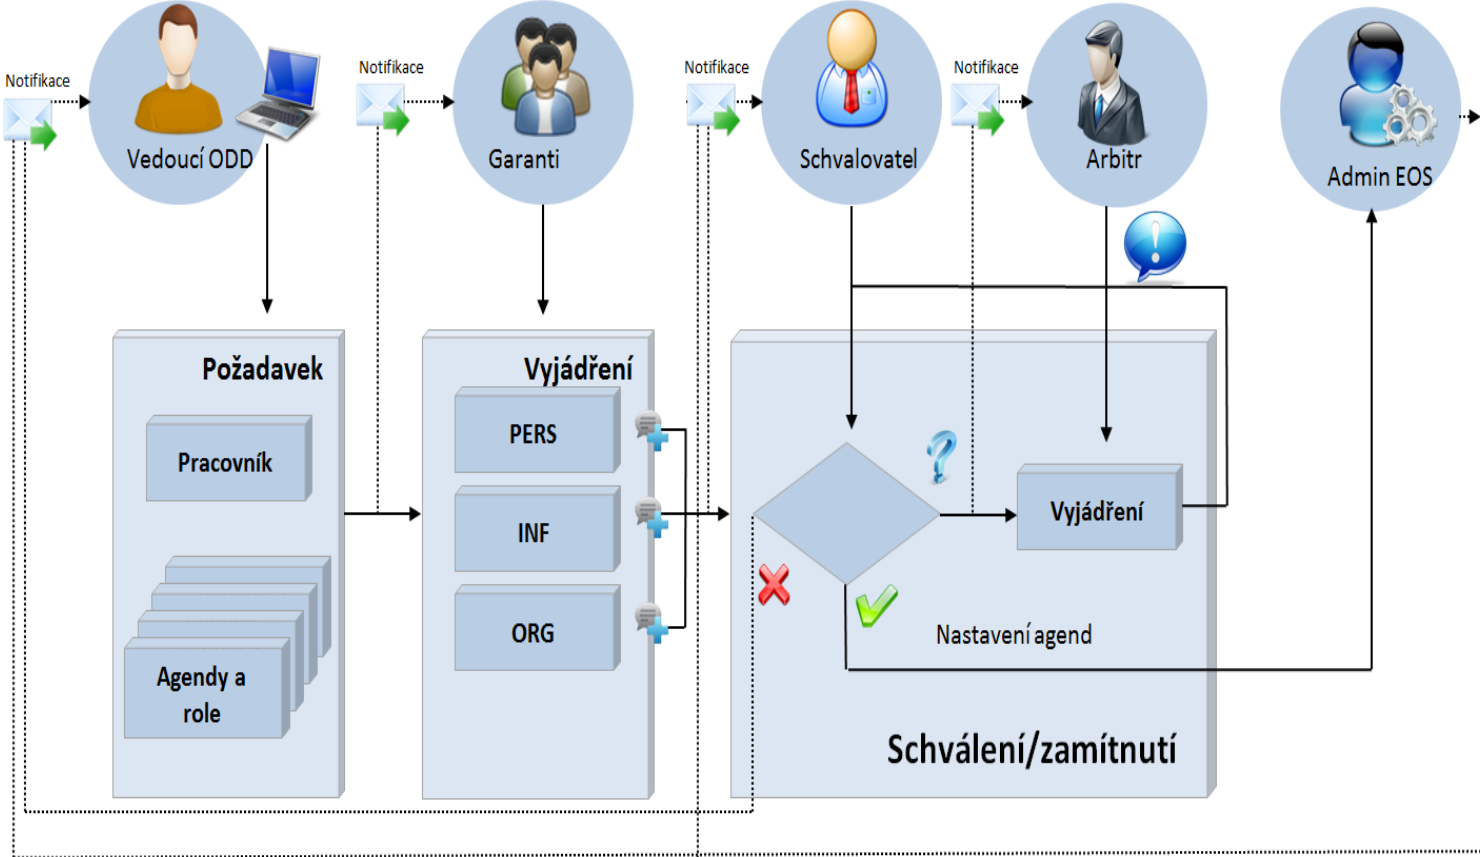 Notifikace
Vedoucí ODD
Notifikace
Garanti
Notifikace
Schvalovatel
Notifikace
Arbitr
Admin EOS
Požadavek
Pracovník
Agendy a
role
Vyjádření
PERS
INF
ORG
Vyjádření
Nastavení agend
Schválení/zamítnutí